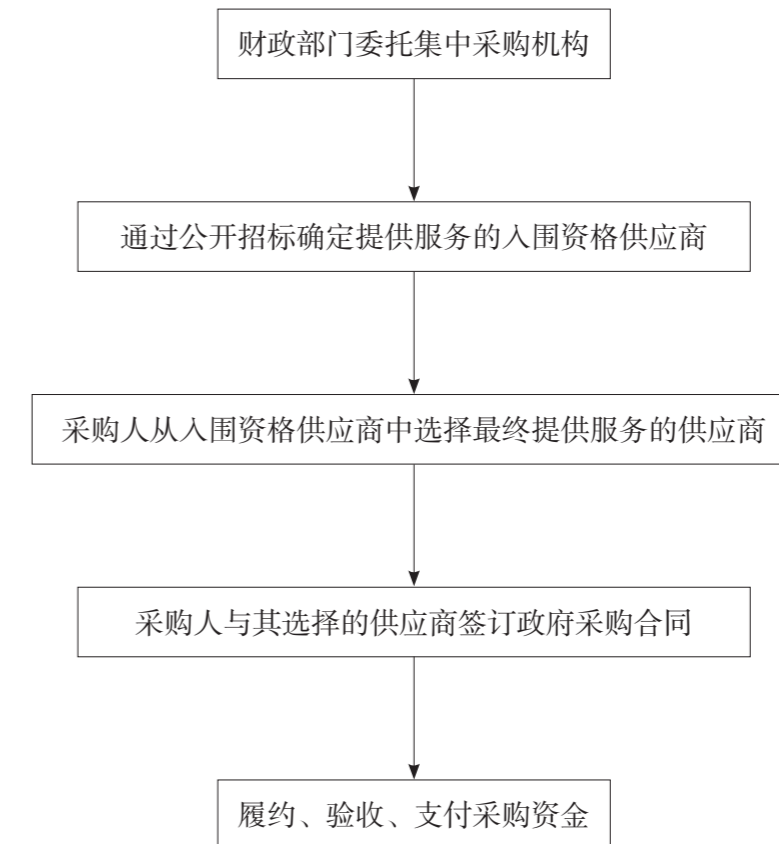 财政部门委托集中采购机构
通过公开招标确定提供服务的入围资格供应商
采购人从入围资格供应商中选择最终提供服务的供应商
采购人与其选择的供应商签订政府采购合同
履约、验收、支付采购资金